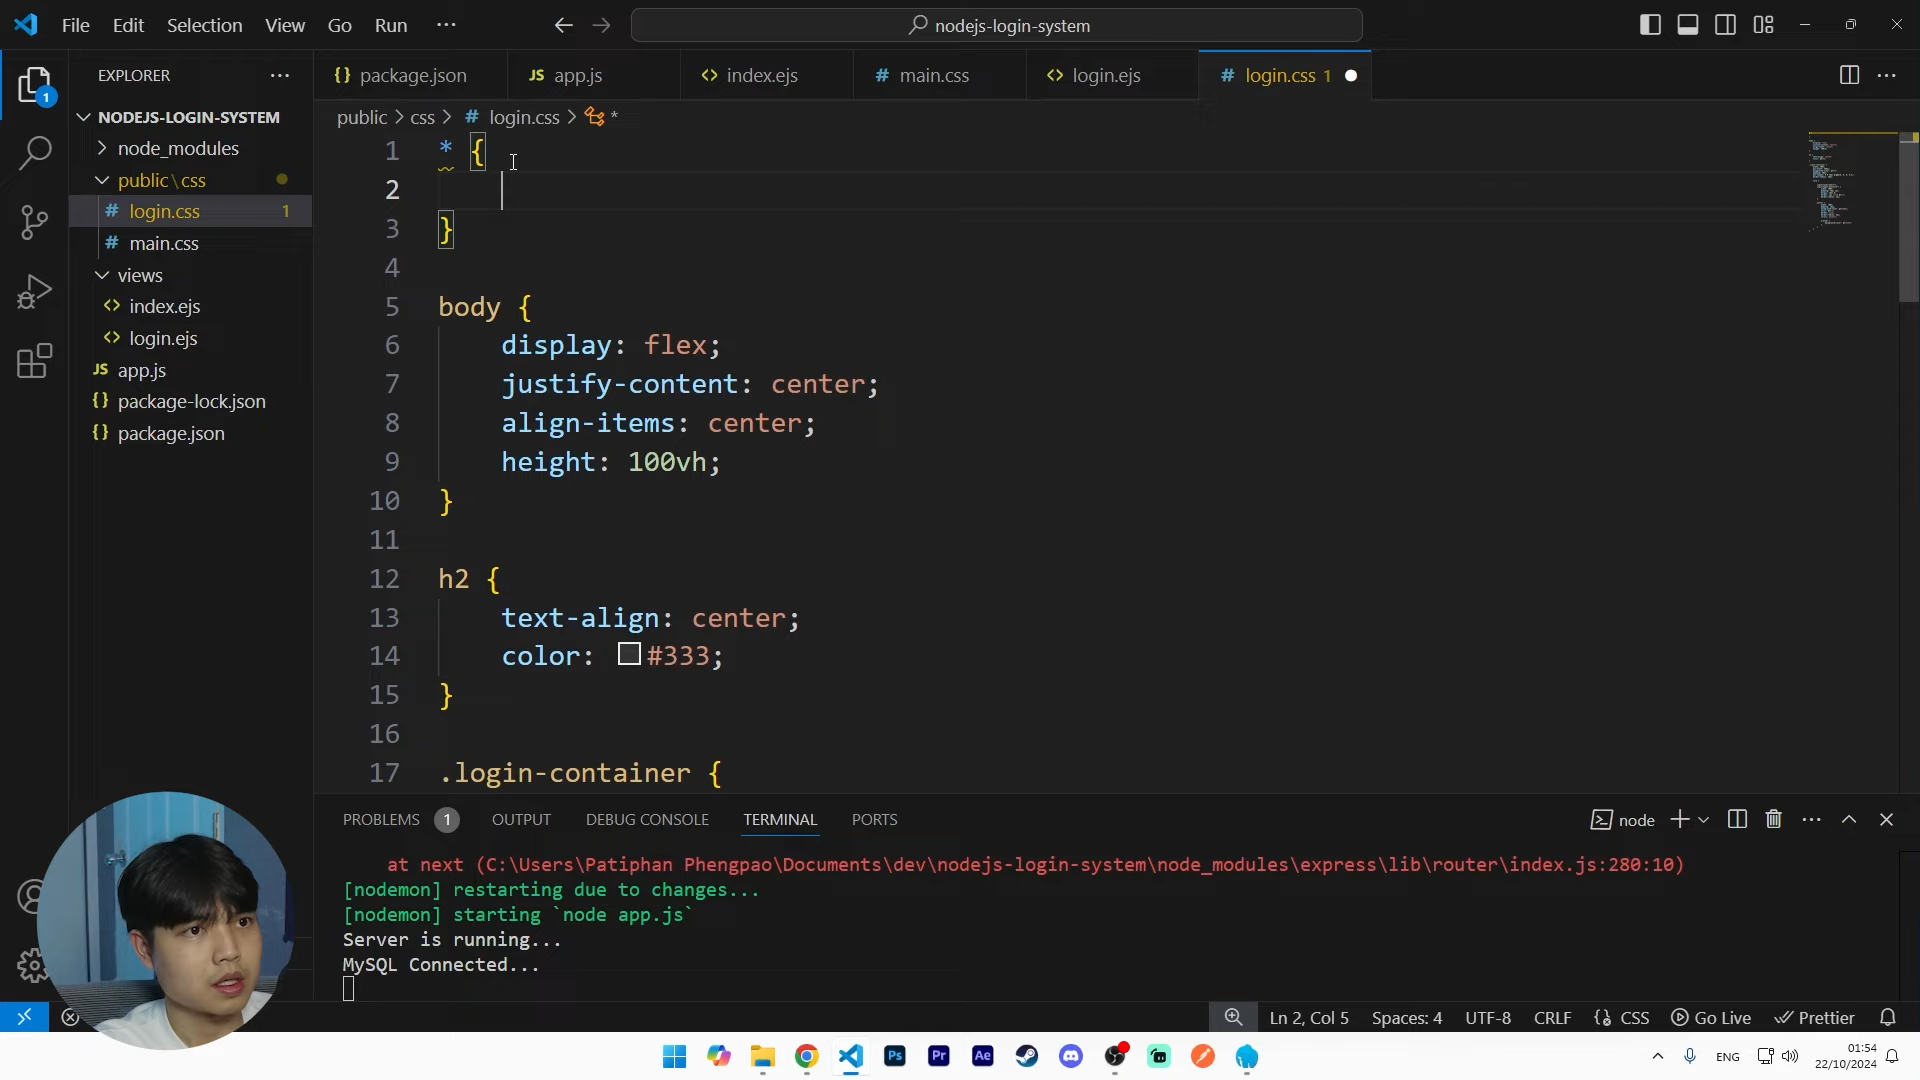 File Edit Selection View Go Run ···
nodejs-login-system
EXPLORER ···
NODEJS-LOGIN-SYSTEM
node_modules
public\css
login.css 1
main.css
views
index.ejs
login.ejs
app.js
package-lock.json
package.json
1
{} package.json JS app.js <> index.ejs # main.css <> login.ejs # login.css 1
public > css > # login.css > *
1 * {
2
3 }
4
5 body {
6 display: flex;
7 justify-content: center;
8 align-items: center;
9 height: 100vh;
10 }
11
12 h2 {
13 text-align: center;
14 color: #333;
15 }
16
17 .login-container {
PROBLEMS 1 OUTPUT DEBUG CONSOLE TERMINAL PORTS node
at next (C:\Users\Patiphan Phengpao\Documents\dev\nodejs-login-system\node_modules\express\lib\router\index.js:280:10)
[nodemon] restarting due to changes...
[nodemon] starting `node app.js`
Server is running...
MySQL Connected...
Ln 2, Col 5 Spaces: 4 UTF-8 CRLF {} CSS Go Live Prettier
Ps Pr Ae ENG 01:54
22/10/2024